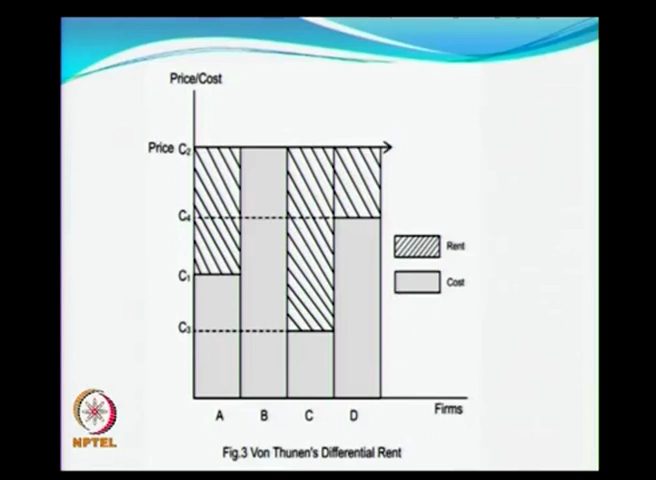 Price/Cost
Price C₂
C₄
C₁
C₃
Rent
Cost
A B C D
Firms
NPTEL
Fig.3 Von Thunen's Differential Rent